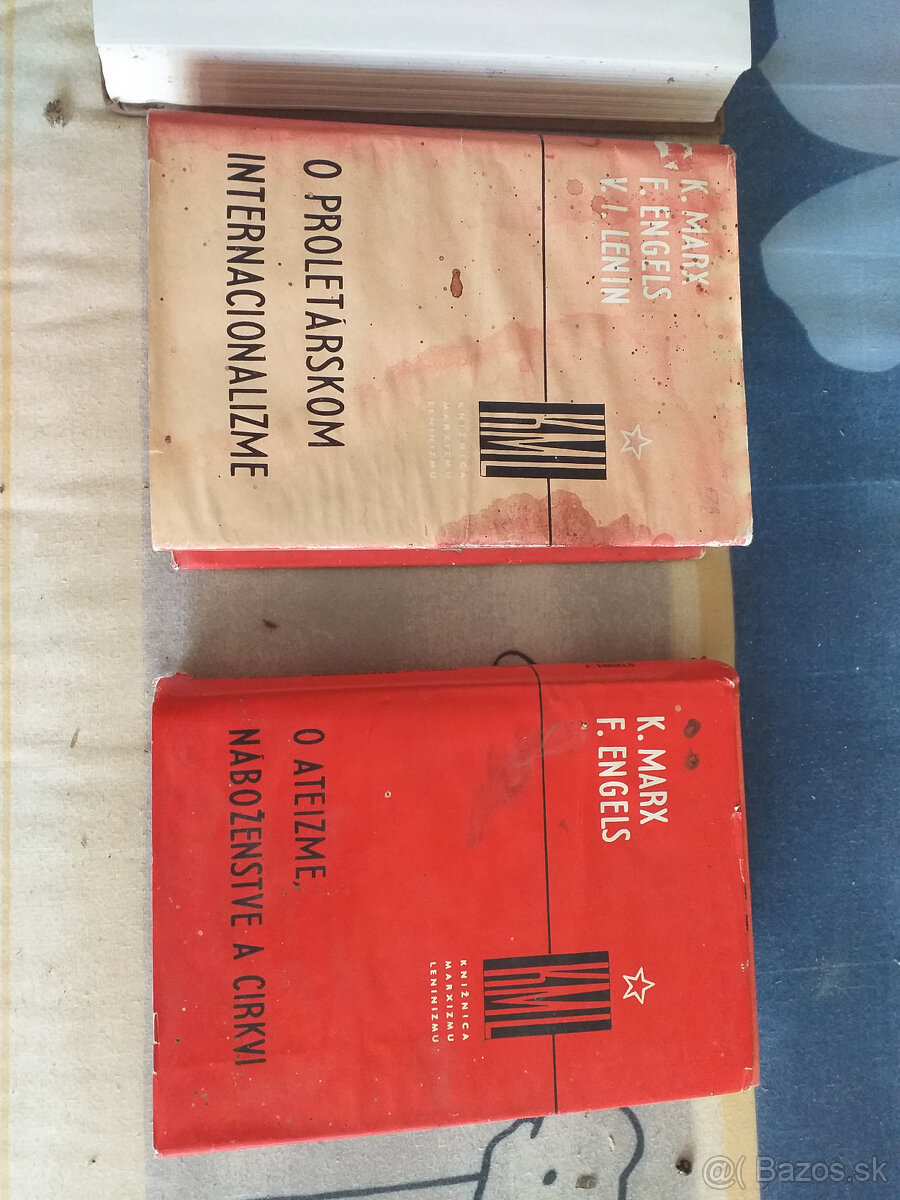 K. MARX
F. ENGELS
V. I. LENIN
KML
KNIŽNICA
MARXIZMU
LENINIZMU
O PROLETÁRSKOM
INTERNACIONALIZME
F. ENGELS
K. MARX
F. ENGELS
KML
KNIŽNICA
MARXIZMU
LENINIZMU
O ATEIZME,
NÁBOŽENSTVE A CIRKVI
@( Bazos.sk